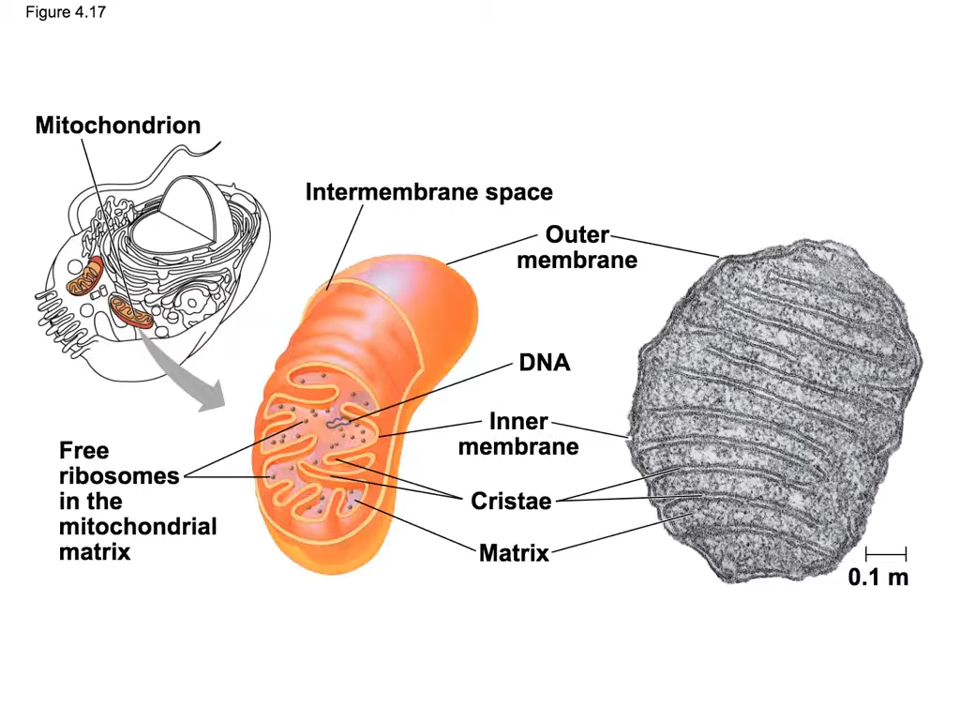 Figure 4.17
Mitochondrion
Intermembrane space
Outer
membrane
DNA
Inner
membrane
Free
ribosomes
in the
mitochondrial
matrix
Cristae
Matrix
0.1 m